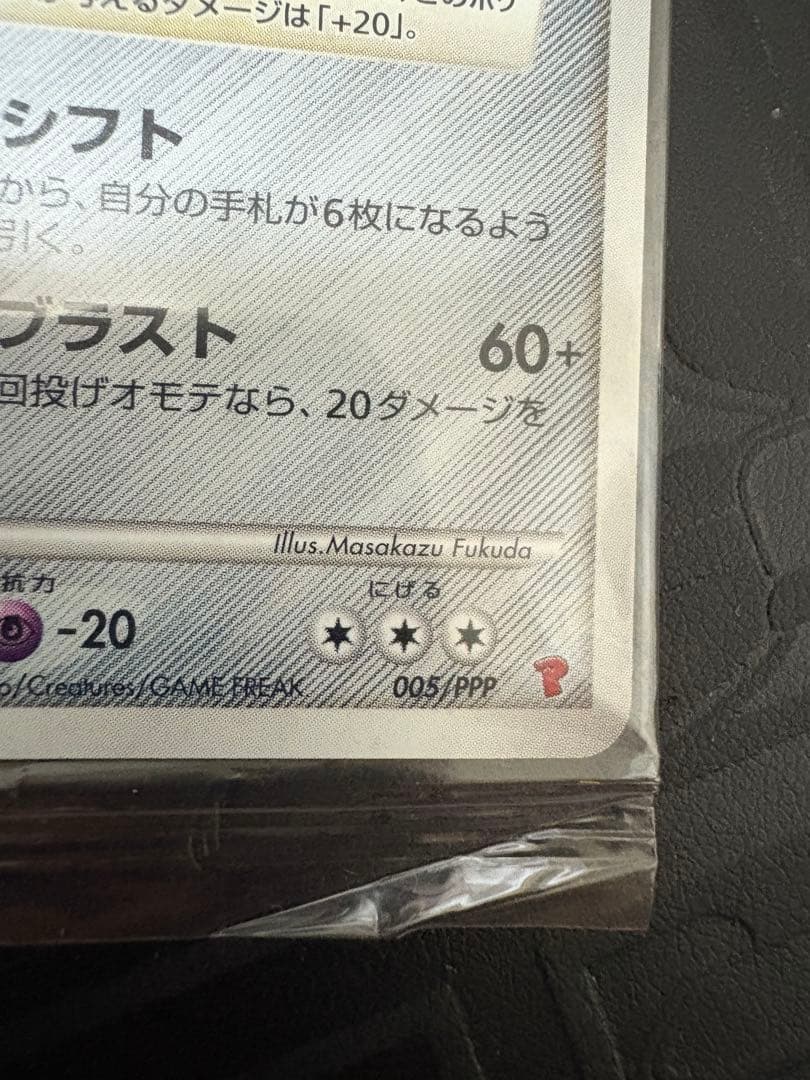 えるダメージは「+20」。
シフト
から、自分の手札が6枚になるよう
引く。
ブラスト 60+
回投げオモテなら、20ダメージを
Illus.Masakazu Fukuda
抗力 にげる
-20
/Creatures/GAME FREAK 005/PPP
P